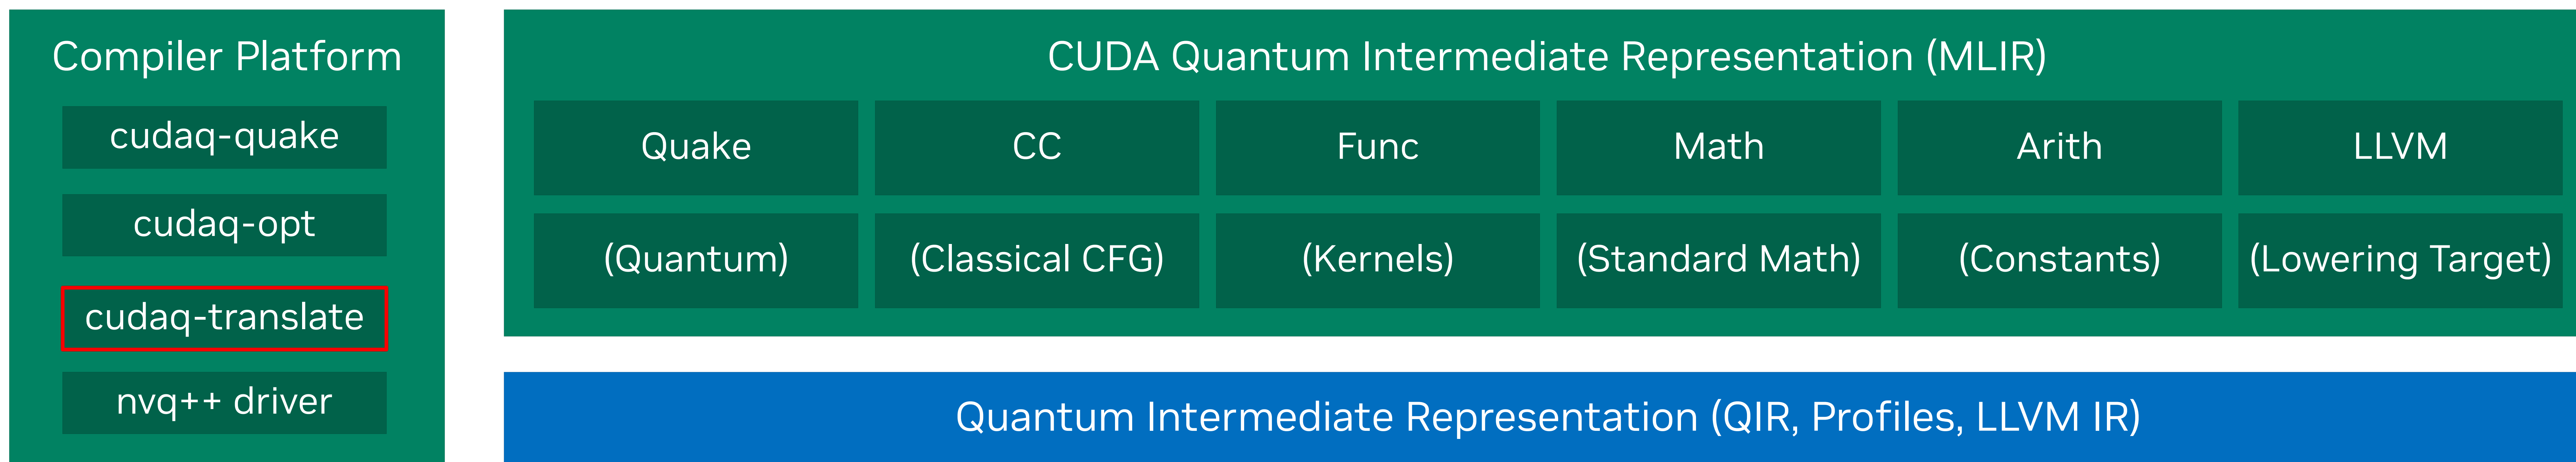 Compiler Platform
cudaq-quake
cudaq-opt
cudaq-translate
nvq++ driver
CUDA Quantum Intermediate Representation (MLIR)
Quake
CC
Func
Math
Arith
LLVM
(Quantum)
(Classical CFG)
(Kernels)
(Standard Math)
(Constants)
(Lowering Target)
Quantum Intermediate Representation (QIR, Profiles, LLVM IR)